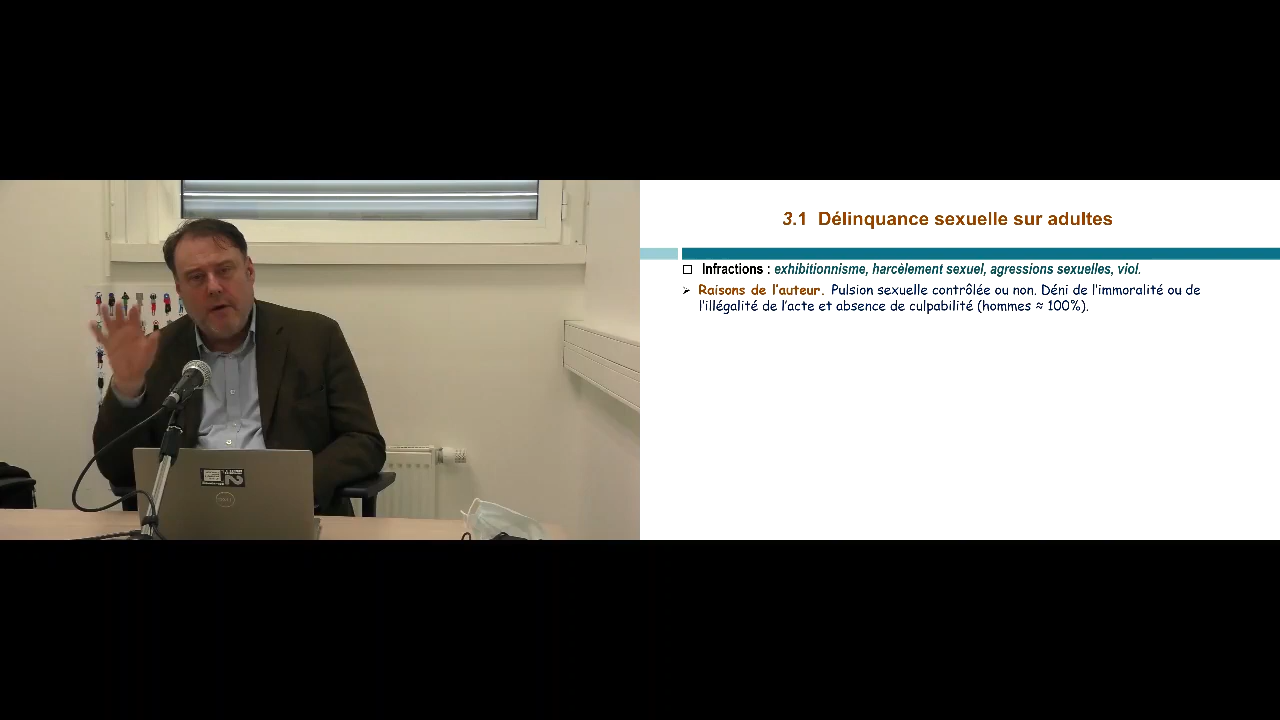 3.1 Délinquance sexuelle sur adultes
Infractions : exhibitionnisme, harcèlement sexuel, agressions sexuelles, viol.
Raisons de l'auteur. Pulsion sexuelle contrôlée ou non. Déni de l'immoralité ou de
l'illégalité de l'acte et absence de culpabilité (hommes ≈ 100%).
DELL